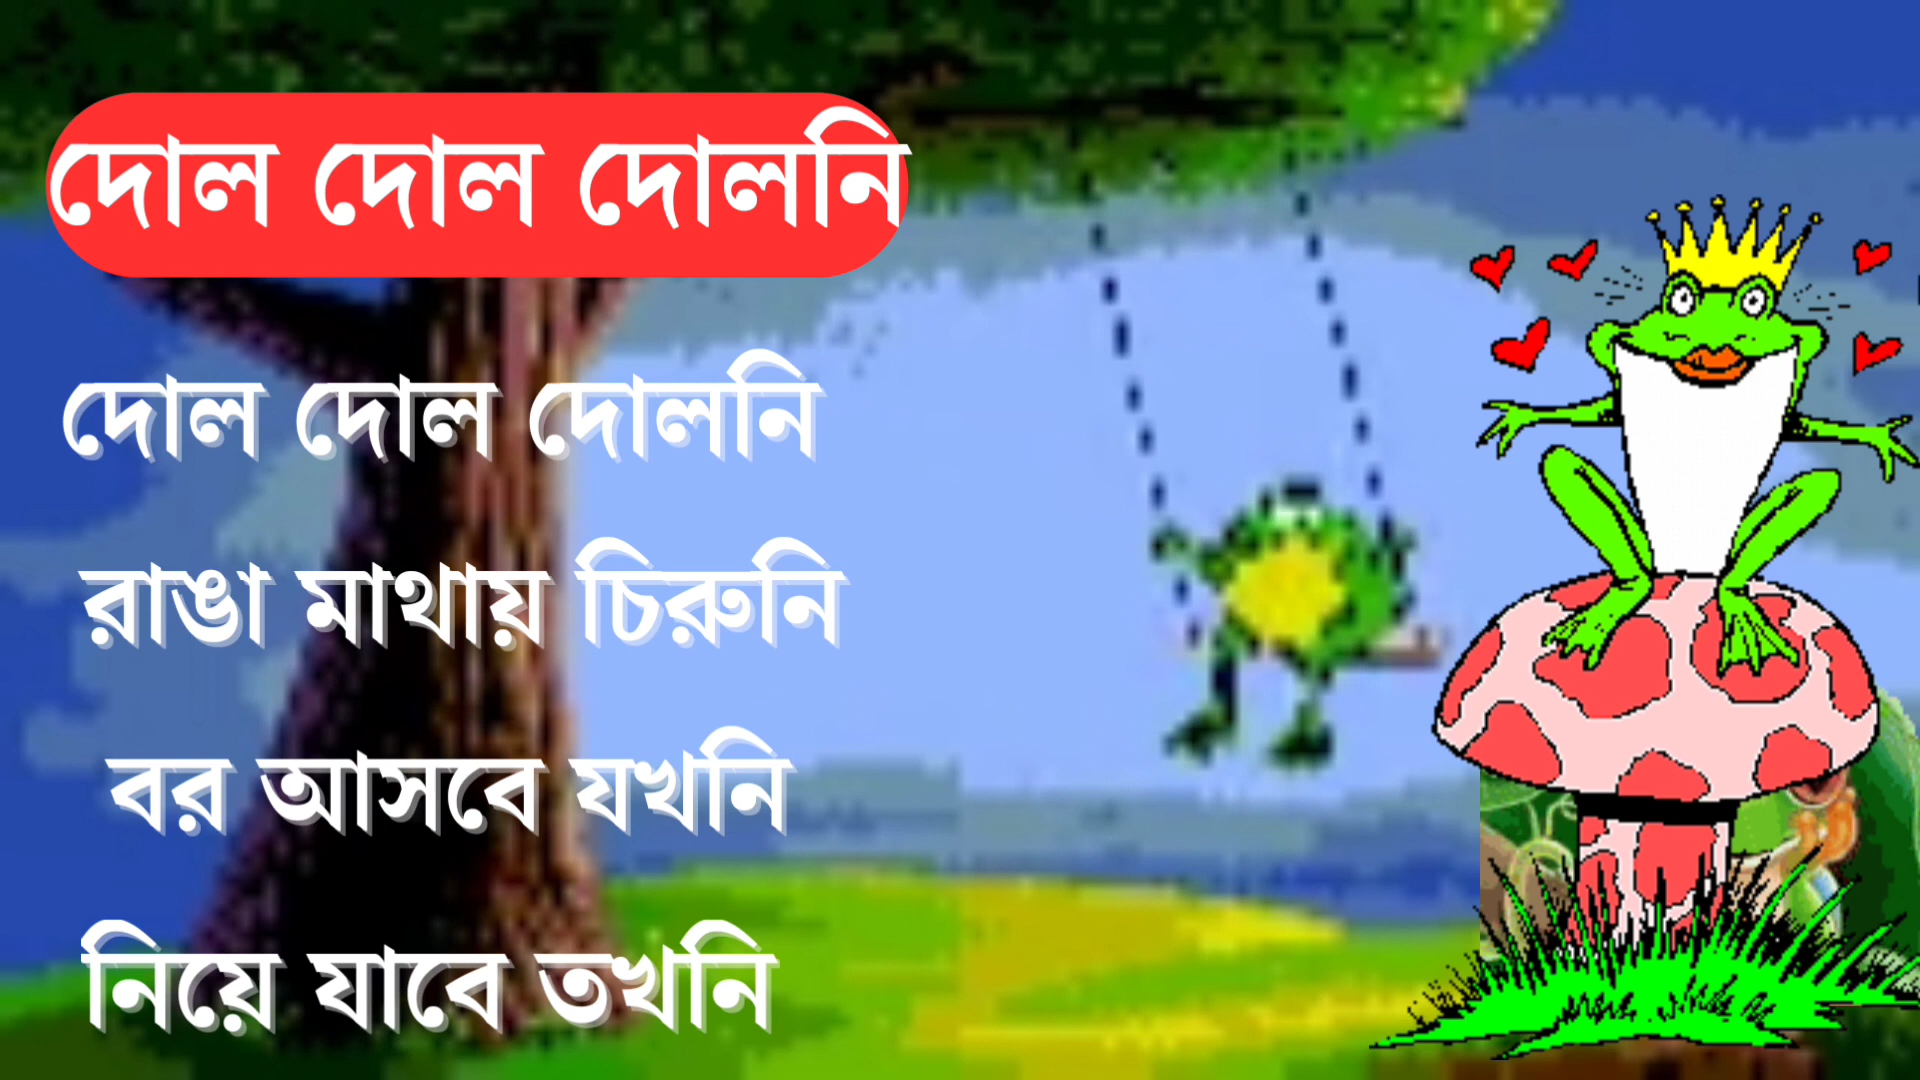 দোল দোল দোলনি
দোল দোল দোলনি
রাঙা মাথায় চিরুনি
বর আসবে যখনি
নিয়ে যাবে তখনি